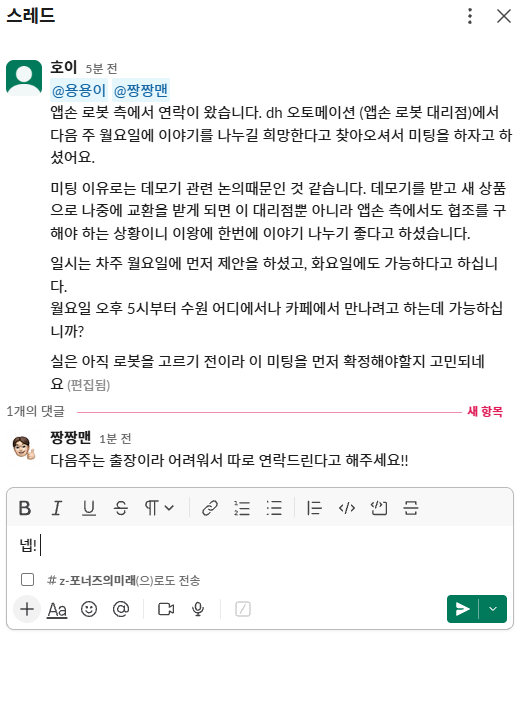 스레드
호이 5분 전
@용용이 @짱짱맨
앱손 로봇 측에서 연락이 왔습니다. dh 오토메이션 (앱손 로봇 대리점)에서
다음 주 월요일에 이야기를 나누길 희망한다고 찾아오셔서 미팅을 하자고 하
셨어요.
미팅 이유로는 데모기 관련 논의때문인 것 같습니다. 데모기를 받고 새 상품
으로 나중에 교환을 받게 되면 이 대리점뿐 아니라 앱손 측에서도 협조를 구
해야 하는 상황이니 이왕에 한번에 이야기 나누기 좋다고 하셨습니다.
일시는 차주 월요일에 먼저 제안을 하셨고, 화요일에도 가능하다고 하십니
다.
월요일 오후 5시부터 수원 어디에서나 카페에서 만나려고 하는데 가능하십
니까?
실은 아직 로봇을 고르기 전이라 이 미팅을 먼저 확정해야할지 고민되네
요 (편집됨)
1개의 댓글 새 항목
짱짱맨 1분 전
다음주는 출장이라 어려워서 따로 연락드린다고 해주세요!!
B I U S
넵!
# z-포너즈의미래(으)로도 전송
Aa